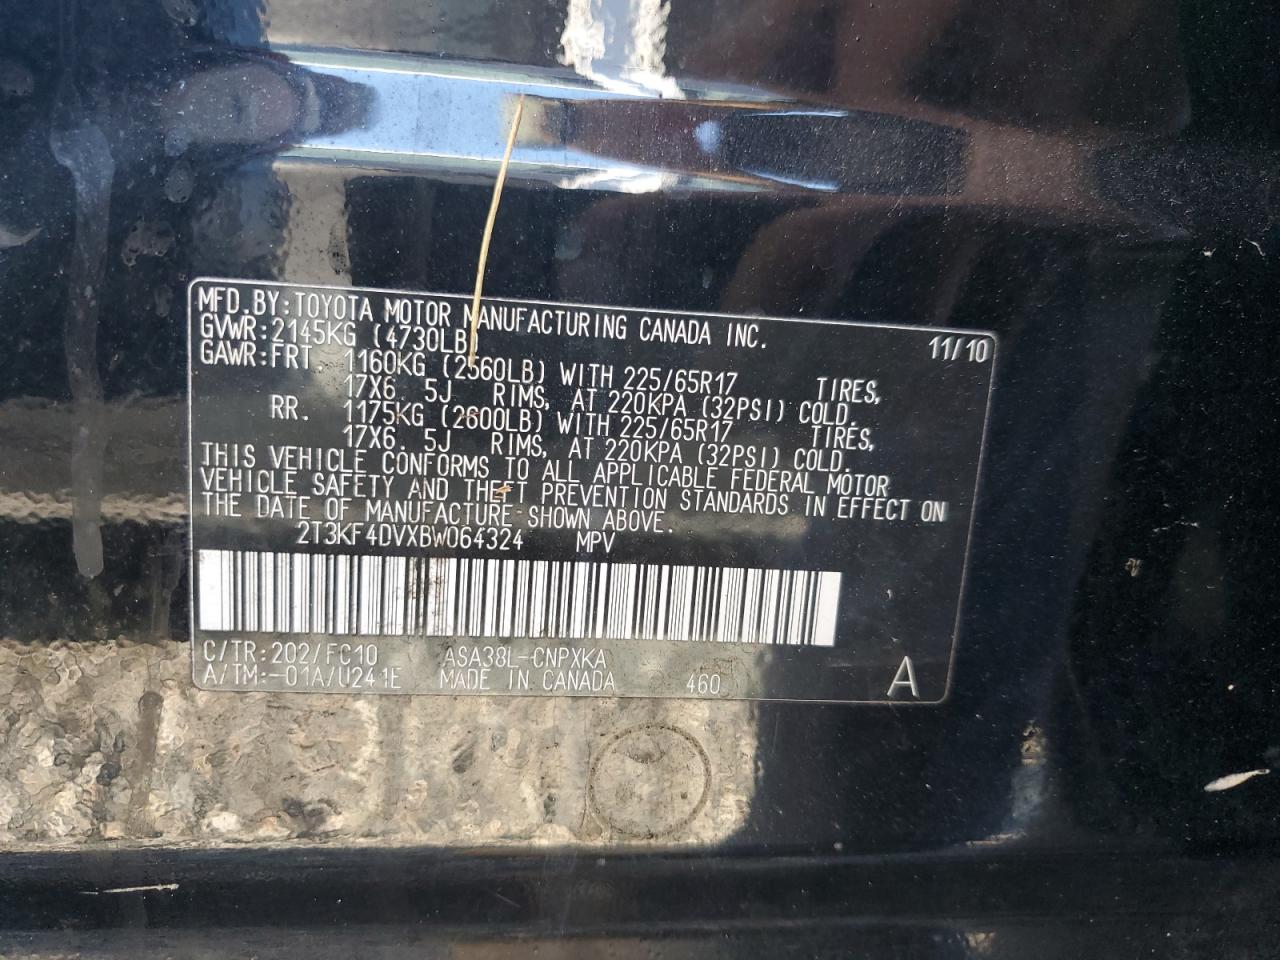 MFD.BY:TOYOTA MOTOR MANUFACTURING CANADA INC.
GVWR:2145KG (4730LB) 11/10
GAWR:FRT. 1160KG (2560LB) WITH 225/65R17 TIRES,
17X6. 5J RIMS, AT 220KPA (32PSI) COLD.
RR. 1175KG (2600LB) WITH 225/65R17 TIRES,
17X6. 5J RIMS, AT 220KPA (32PSI) COLD.
THIS VEHICLE CONFORMS TO ALL APPLICABLE FEDERAL MOTOR
VEHICLE SAFETY AND THEFT PREVENTION STANDARDS IN EFFECT ON
THE DATE OF MANUFACTURE SHOWN ABOVE.
2T3KF4DVXBW064324 MPV
C/TR:202/FC10 ASA38L-CNPXKA
A/TM:-01A/U241E MADE IN CANADA 460 A